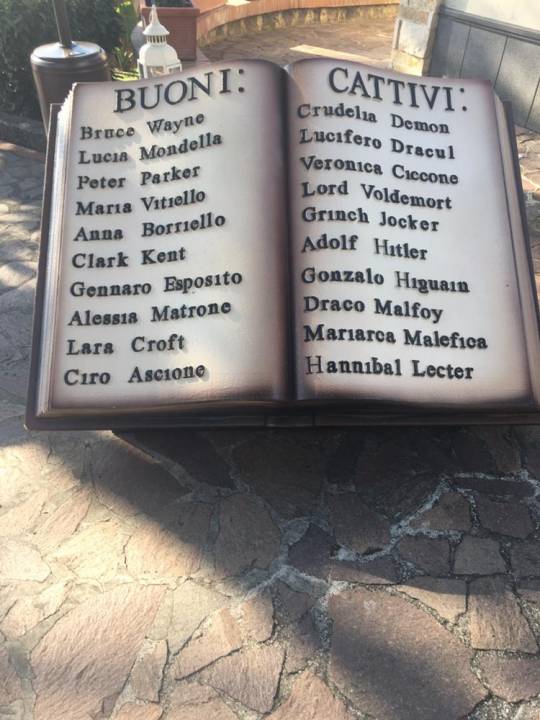 BUONI:
Bruce Wayne
Lucia Mondella
Peter Parker
Maria Vitiello
Anna Borriello
Clark Kent
Gennaro Esposito
Alessia Matrone
Lara Croft
Ciro Ascione
CATTIVI:
Crudelia Demon
Lucifero Dracul
Veronica Ciccone
Lord Voldemort
Grinch Jocker
Adolf Hitler
Gonzalo Higuain
Draco Malfoy
Mariarca Malefica
Hannibal Lecter